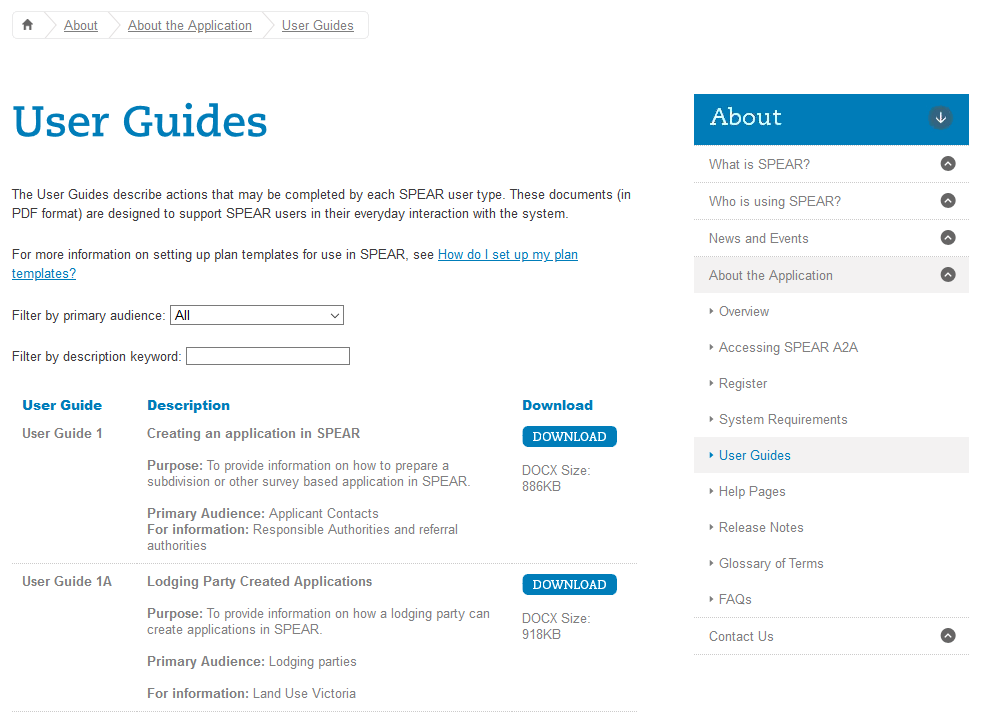 About
About the Application
User Guides
User Guides
The User Guides describe actions that may be completed by each SPEAR user type. These documents (in
PDF format) are designed to support SPEAR users in their everyday interaction with the system.
For more information on setting up plan templates for use in SPEAR, see How do I set up my plan
templates?
Filter by primary audience: All
Filter by description keyword:
User Guide Description Download
User Guide 1 Creating an application in SPEAR DOWNLOAD
Purpose: To provide information on how to prepare a DOCX Size:
subdivision or other survey based application in SPEAR. 886KB
Primary Audience: Applicant Contacts
For information: Responsible Authorities and referral
authorities
User Guide 1A Lodging Party Created Applications DOWNLOAD
Purpose: To provide information on how a lodging party can DOCX Size:
create applications in SPEAR. 918KB
Primary Audience: Lodging parties
For information: Land Use Victoria
About
What is SPEAR?
Who is using SPEAR?
News and Events
About the Application
Overview
Accessing SPEAR A2A
Register
System Requirements
User Guides
Help Pages
Release Notes
Glossary of Terms
FAQs
Contact Us